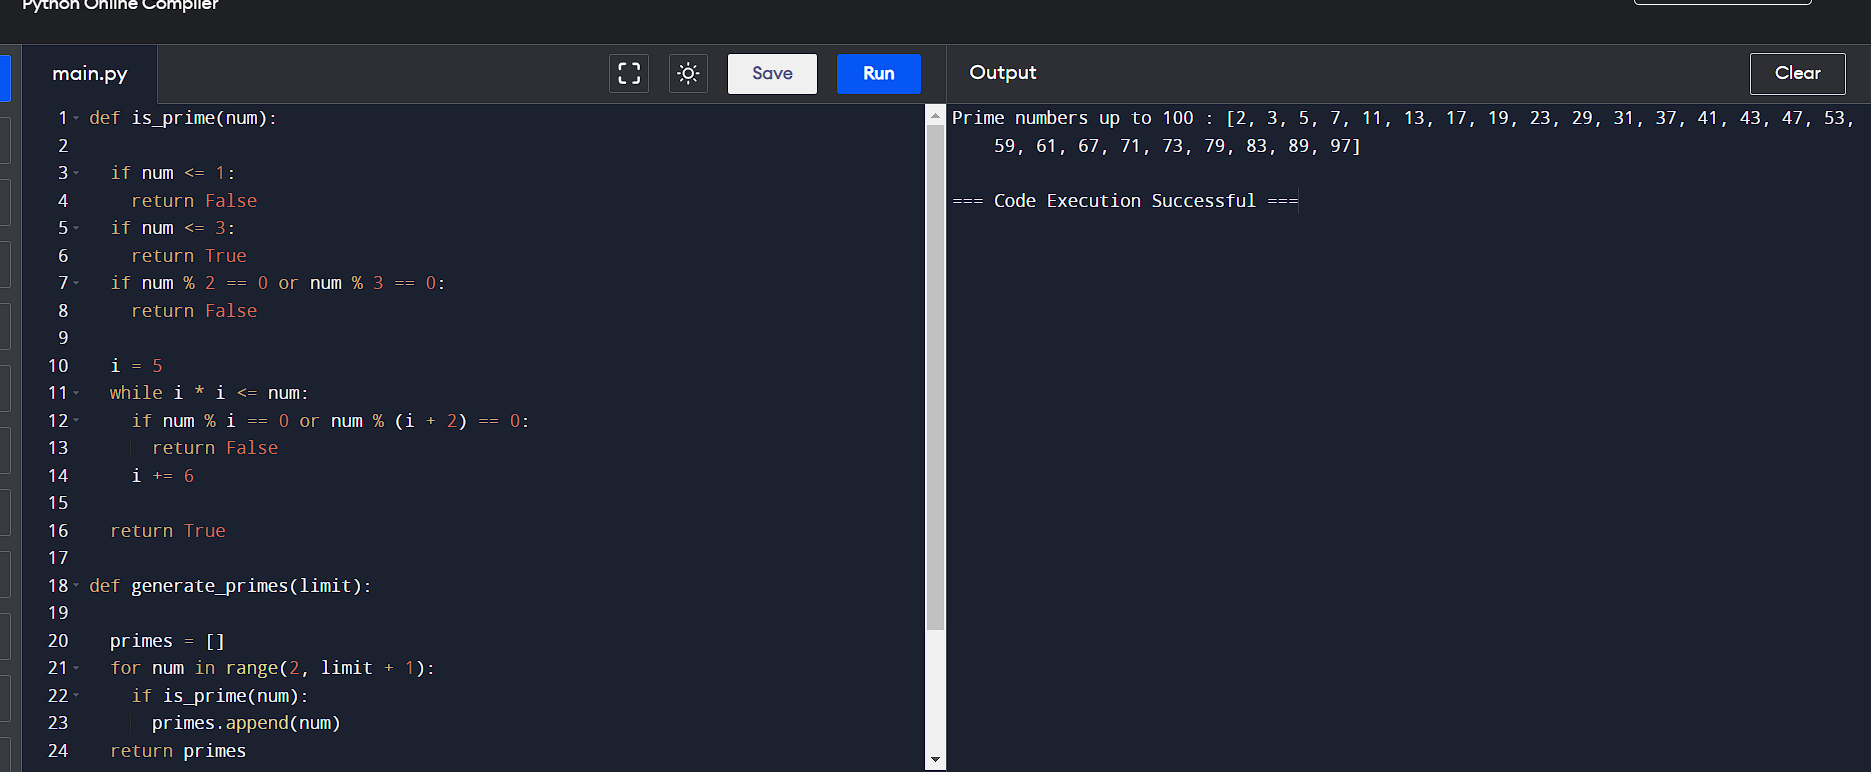 Python Online Compiler
main.py
Save
Run
Output
Clear
1 def is_prime(num):
2
3   if num <= 1:
4     return False
5   if num <= 3:
6     return True
7   if num % 2 == 0 or num % 3 == 0:
8     return False
9
10   i = 5
11   while i * i <= num:
12     if num % i == 0 or num % (i + 2) == 0:
13       return False
14     i += 6
15
16   return True
17
18 def generate_primes(limit):
19
20   primes = []
21   for num in range(2, limit + 1):
22     if is_prime(num):
23       primes.append(num)
24   return primes
Prime numbers up to 100 : [2, 3, 5, 7, 11, 13, 17, 19, 23, 29, 31, 37, 41, 43, 47, 53,
59, 61, 67, 71, 73, 79, 83, 89, 97]
=== Code Execution Successful ===